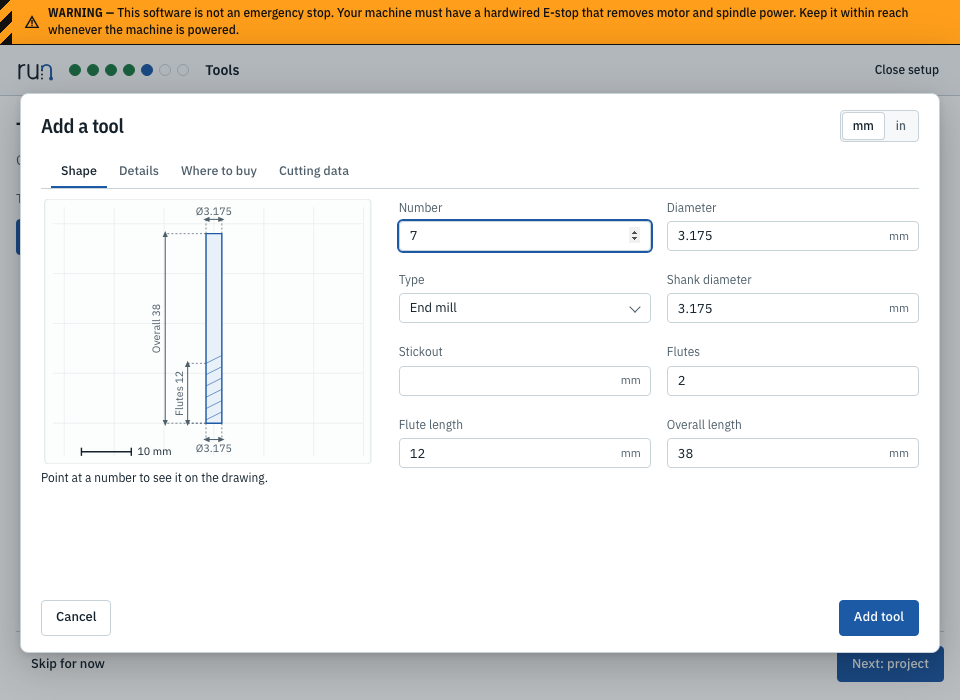 WARNING — This software is not an emergency stop. Your machine must have a hardwired E-stop that removes motor and spindle power. Keep it within reach
whenever the machine is powered.
run
Tools
Close setup
Add a tool
mm
in
Shape
Details
Where to buy
Cutting data
Ø3.175
Overall 38
Flutes 12
Ø3.175
10 mm
Point at a number to see it on the drawing.
Number
7
Diameter
3.175 mm
Type
End mill
Shank diameter
3.175 mm
Stickout
mm
Flutes
2
Flute length
12 mm
Overall length
38 mm
Cancel
Add tool
Skip for now
Next: project